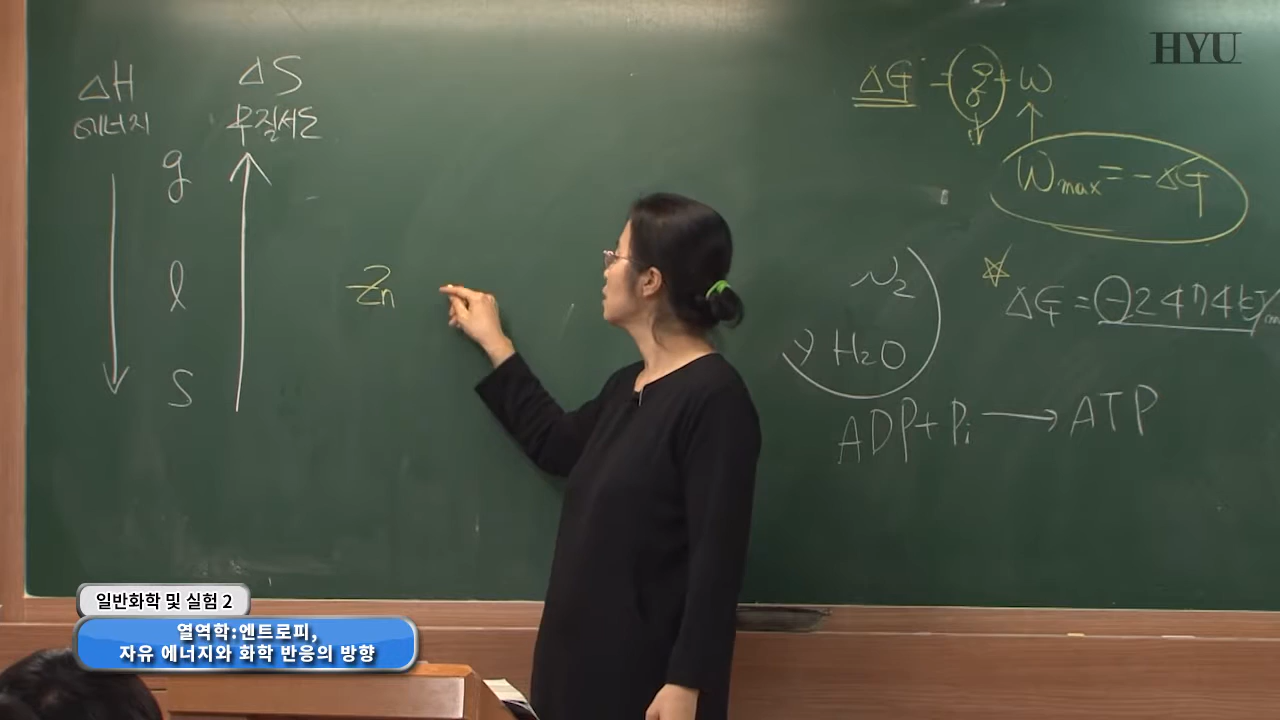 HYU
ΔH ΔS
에너지 무질서도
g
l
s
Zn
ΔG = q + w
Wmax = -ΔG
N2
H2O
☆ ΔG = -2474kJ/m
ADP + Pi → ATP
일반화학 및 실험 2
열역학:엔트로피,
자유 에너지와 화학 반응의 방향